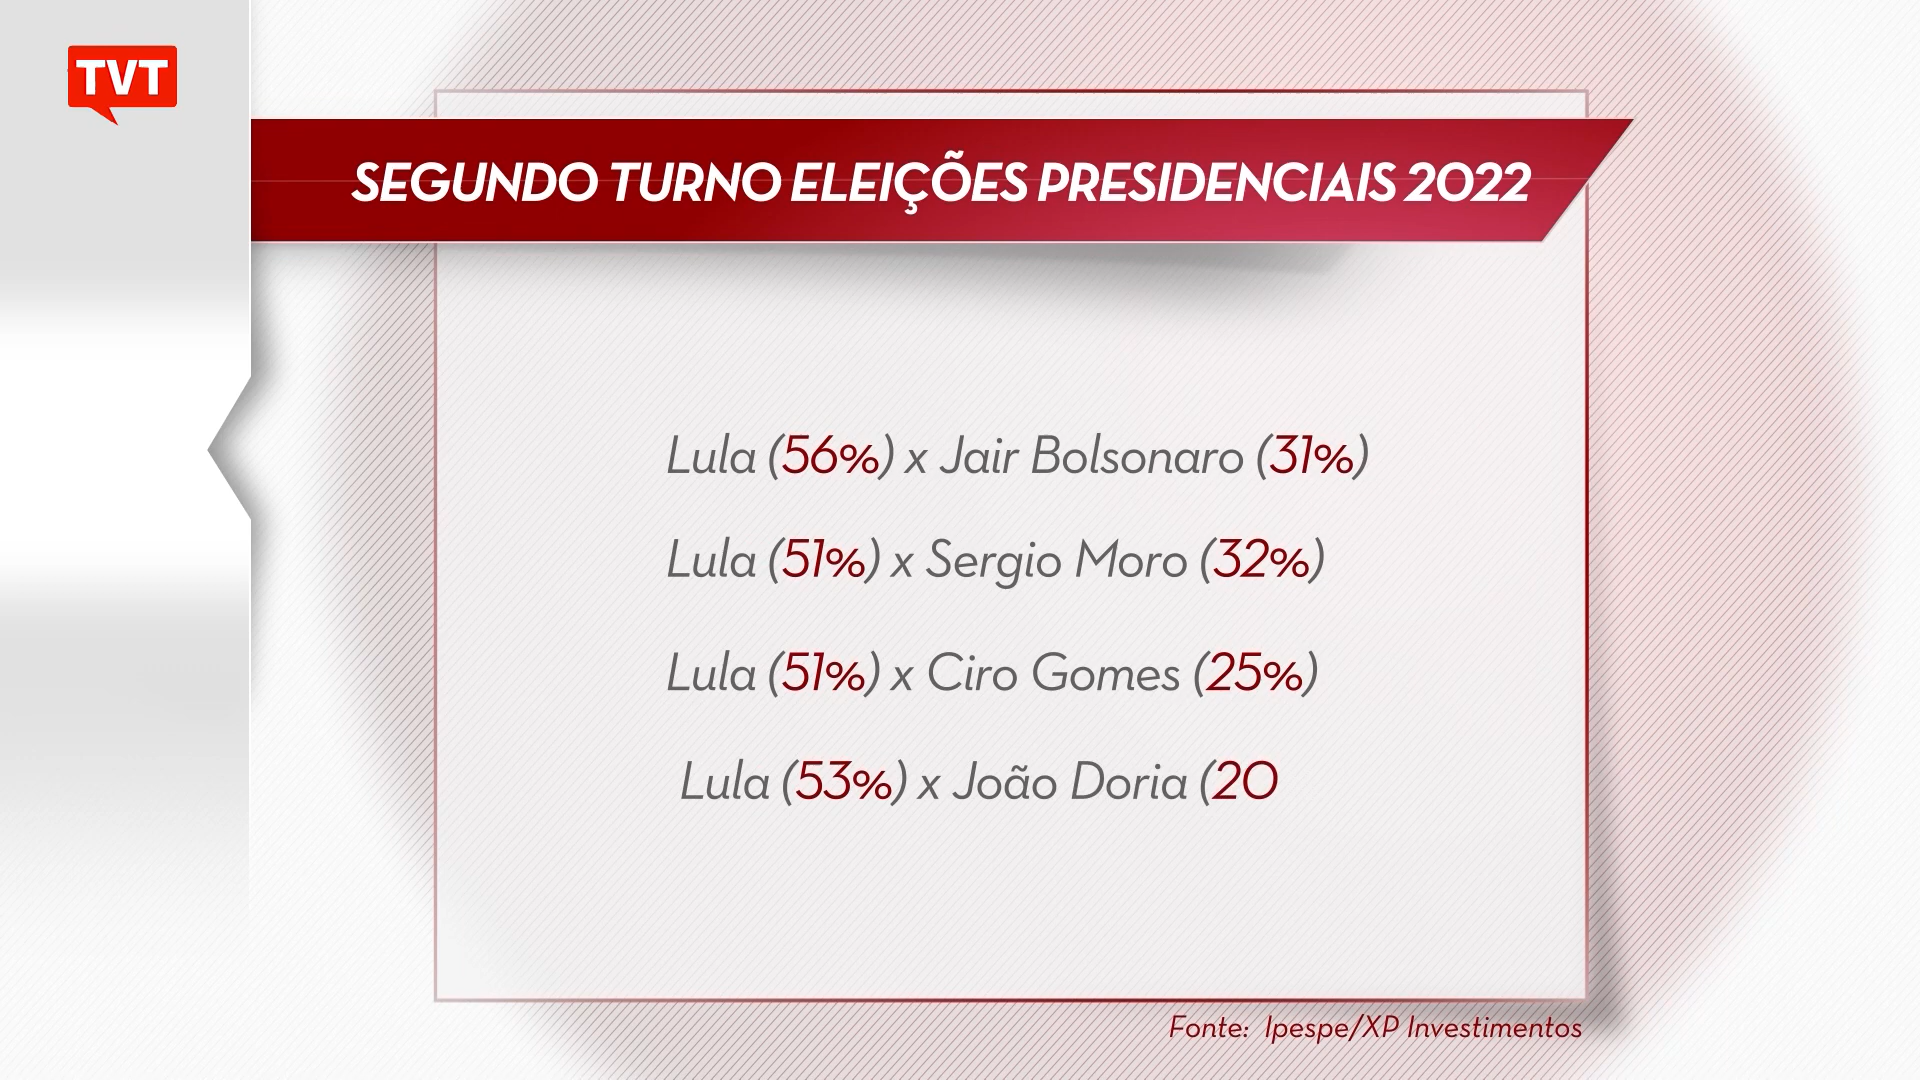 TVT
SEGUNDO TURNO ELEIÇÕES PRESIDENCIAIS 2022
Lula (56%) x Jair Bolsonaro (31%)
Lula (51%) x Sergio Moro (32%)
Lula (51%) x Ciro Gomes (25%)
Lula (53%) x João Doria (20
Fonte: Ipespe/XP Investimentos